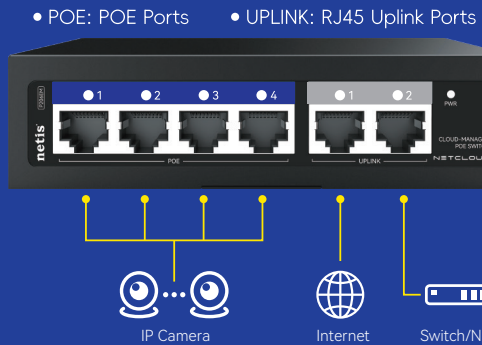 • POE: POE Ports • UPLINK: RJ45 Uplink Ports
netis
P206HM
1 2 3 4
1 2
PWR
POE
UPLINK
CLOUD-MANAG
POE SWIT
NETCLOU
IP Camera
Internet
Switch/N